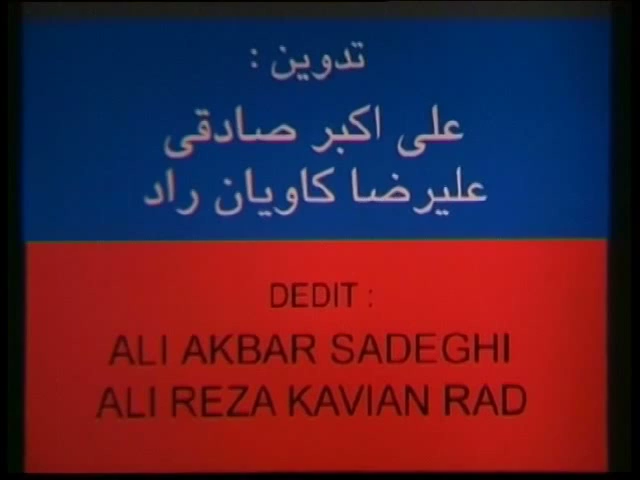 تدوین :
علی اکبر صادقی
علیرضا کاویان راد
DEDIT :
ALI AKBAR SADEGHI
ALI REZA KAVIAN RAD